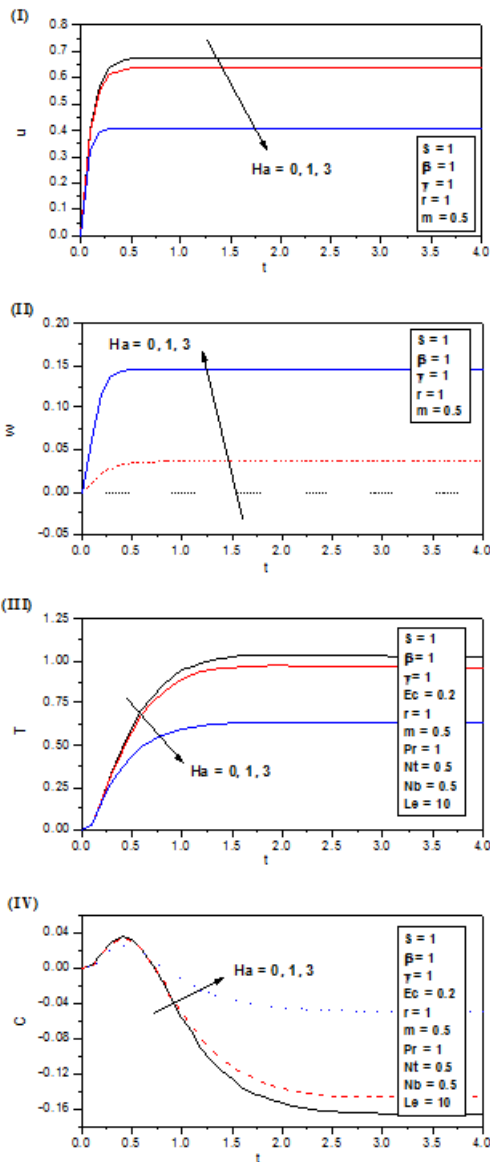 (I)
0.8
0.7
0.6
0.5
0.4
0.3
0.2
0.1
0.0
u
Ha = 0, 1, 3
S = 1
β = 1
γ = 1
r = 1
m = 0.5
0.0 0.5 1.0 1.5 2.0 2.5 3.0 3.5 4.0
t
(II)
0.20
0.15
0.10
0.05
0.00
-0.05
w
Ha = 0, 1, 3
S = 1
β = 1
γ = 1
r = 1
m = 0.5
0.0 0.5 1.0 1.5 2.0 2.5 3.0 3.5 4.0
t
(III)
1.25
1.00
0.75
0.50
0.25
0.00
T
Ha = 0, 1, 3
S = 1
β = 1
γ = 1
Ec = 0.2
r = 1
m = 0.5
Pr = 1
Nt = 0.5
Nb = 0.5
Le = 10
0.0 0.5 1.0 1.5 2.0 2.5 3.0 3.5 4.0
t
(IV)
0.04
0.00
-0.04
-0.08
-0.12
-0.16
C
Ha = 0, 1, 3
S = 1
β = 1
γ = 1
Ec = 0.2
r = 1
m = 0.5
Pr = 1
Nt = 0.5
Nb = 0.5
Le = 10
0.0 0.5 1.0 1.5 2.0 2.5 3.0 3.5 4.0
t